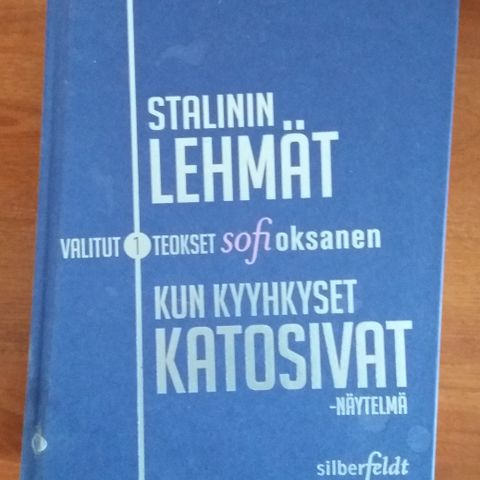 STALININ
LEHMÄT
VALITUT 1 TEOKSET sofi oksanen
KUN KYYHKYSET
KATOSIVAT
-NÄYTELMÄ
silberfeldt